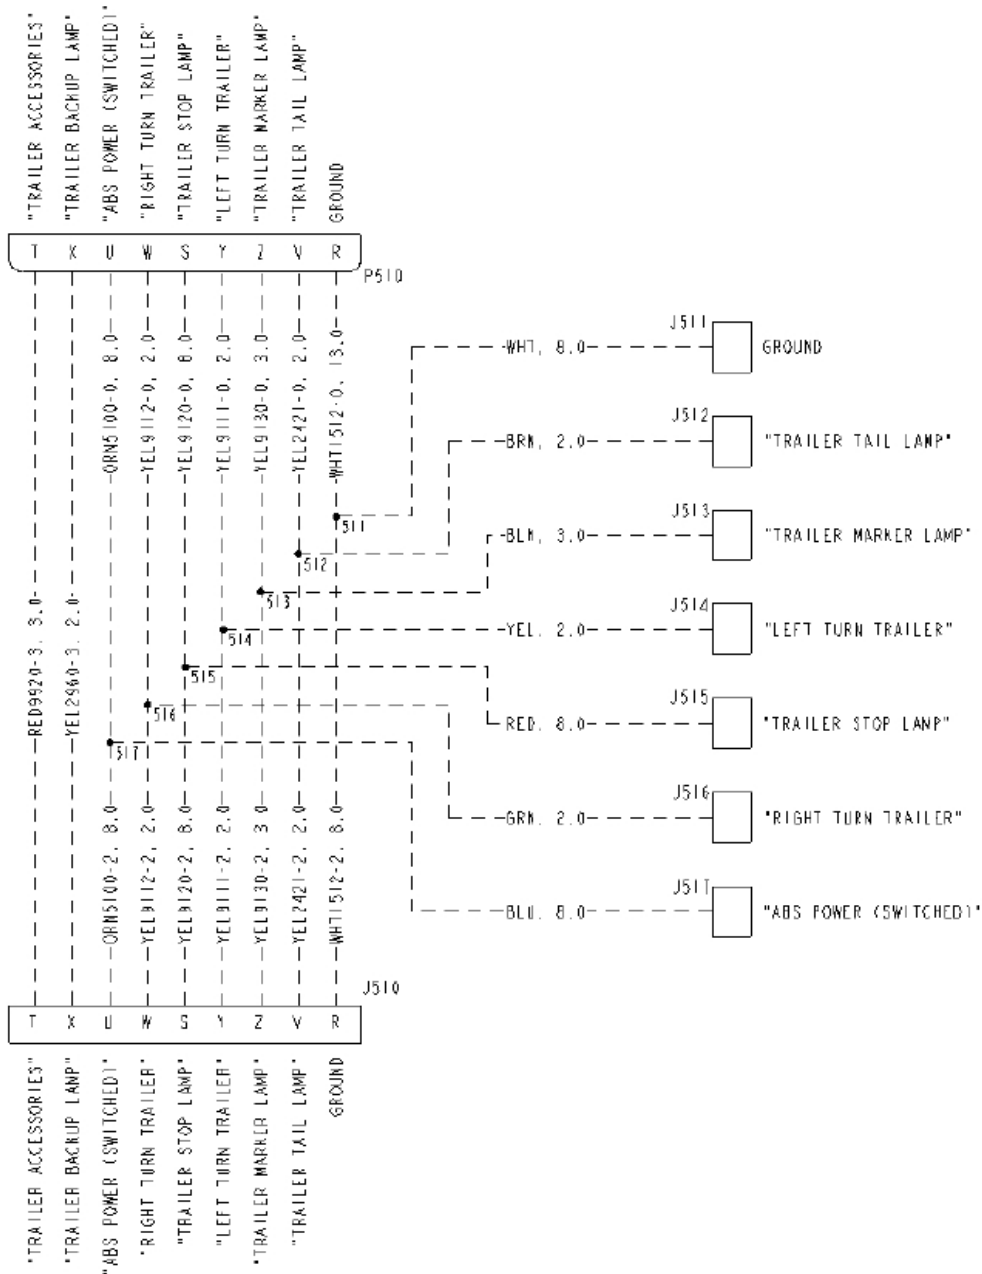 "TRAILER ACCESSORIES"
"TRAILER BACKUP LAMP"
"ABS POWER (SWITCHED)"
"RIGHT TURN TRAILER"
"TRAILER STOP LAMP"
"LEFT TURN TRAILER"
"TRAILER MARKER LAMP"
"TRAILER TAIL LAMP"
GROUND
T X U W S Y Z V R
P510
RED9920-3, 3.0
YEL2960-3, 2.0
ORN5100-0, 8.0
YEL9112-0, 2.0
YEL9120-0, 8.0
YEL9111-0, 2.0
YEL9130-0, 3.0
YEL2421-0, 2.0
WHT1512-0, 13.0
J511
WHT, 8.0
GROUND
J512
BRN, 2.0
"TRAILER TAIL LAMP"
J513
BLK, 3.0
"TRAILER MARKER LAMP"
J514
YEL, 2.0
"LEFT TURN TRAILER"
J515
RED, 8.0
"TRAILER STOP LAMP"
J516
GRN, 2.0
"RIGHT TURN TRAILER"
J517
BLU, 8.0
"ABS POWER (SWITCHED)"
511
512
513
514
515
516
517
ORN5100-2, 8.0
YEL9112-2, 2.0
YEL9120-2, 8.0
YEL9111-2, 2.0
YEL9130-2, 3.0
YEL2421-2, 2.0
WHT1512-2, 8.0
J510
T X U W S Y Z V R
"TRAILER ACCESSORIES"
"TRAILER BACKUP LAMP"
"ABS POWER (SWITCHED)"
"RIGHT TURN TRAILER"
"TRAILER STOP LAMP"
"LEFT TURN TRAILER"
"TRAILER MARKER LAMP"
"TRAILER TAIL LAMP"
GROUND